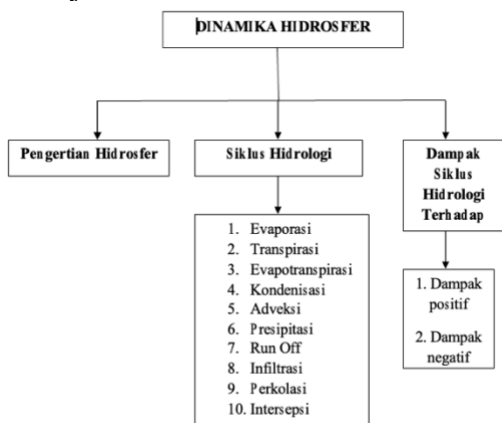 DINAMIKA HIDROSFER
Pengertian Hidrosfer
Siklus Hidrologi
Dampak
Siklus
Hidrologi
Terhadap
1. Evaporasi
2. Transpirasi
3. Evapotranspirasi
4. Kondenisasi
5. Adveksi
6. Presipitasi
7. Run Off
8. Infiltrasi
9. Perkolasi
10. Intersepsi
1. Dampak
positif
2. Dampak
negatif